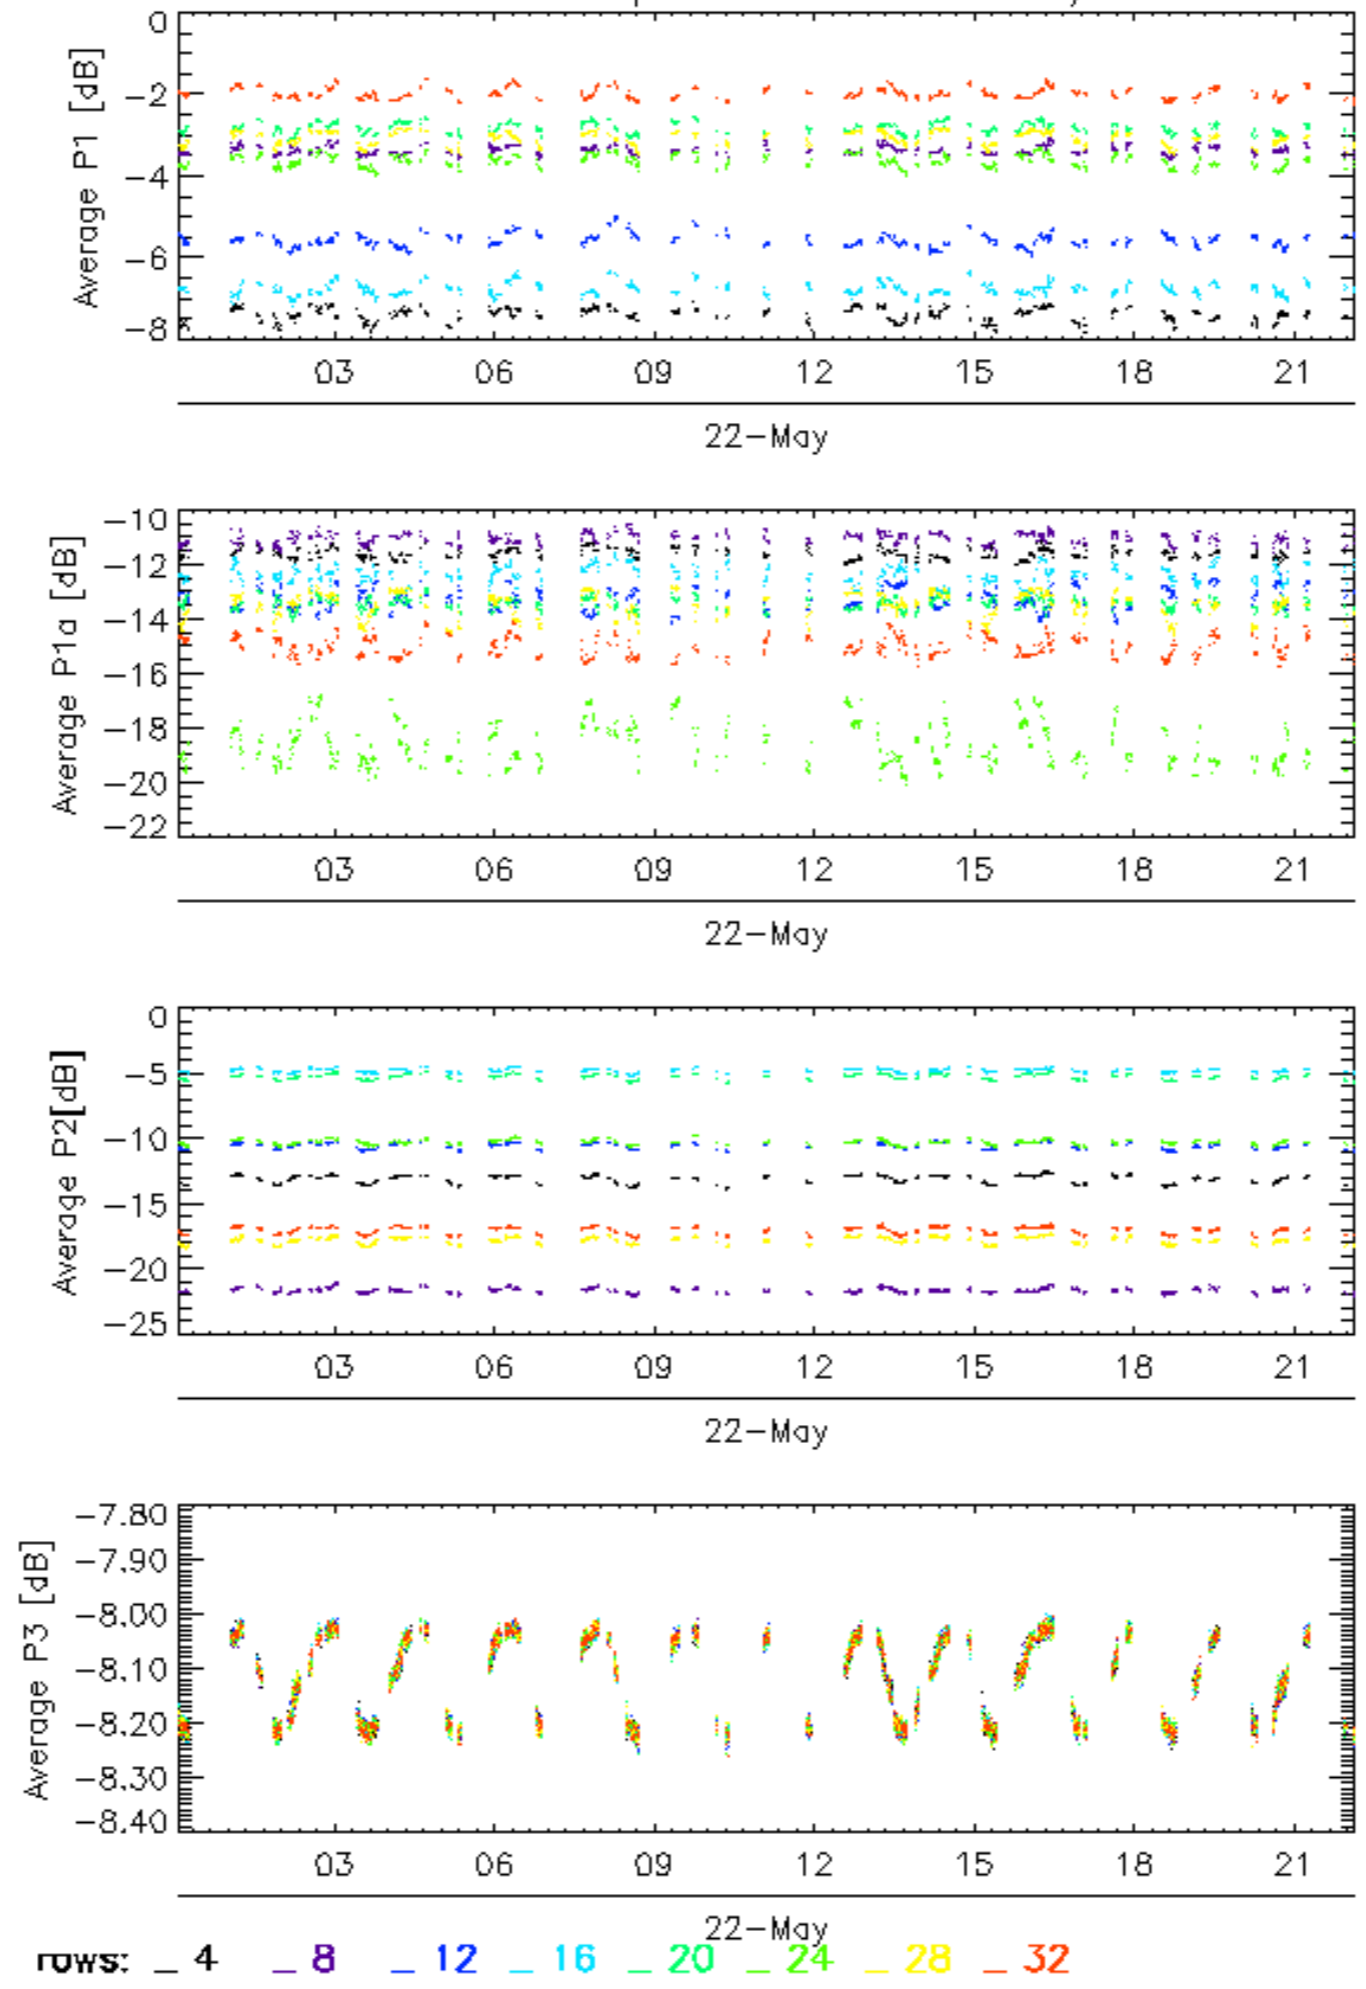 0
-2
-4
-6
-8
Average P1 [dB]
03 06 09 12 15 18 21
22-May
-10
-12
-14
-16
-18
-20
-22
Average P1a [dB]
03 06 09 12 15 18 21
22-May
0
-5
-10
-15
-20
-25
Average P2[dB]
03 06 09 12 15 18 21
22-May
-7.80
-7.90
-8.00
-8.10
-8.20
-8.30
-8.40
Average P3 [dB]
03 06 09 12 15 18 21
22-May
rows: _ 4 _ 8 _ 12 _ 16 _ 20 _ 24 _ 28 _ 32